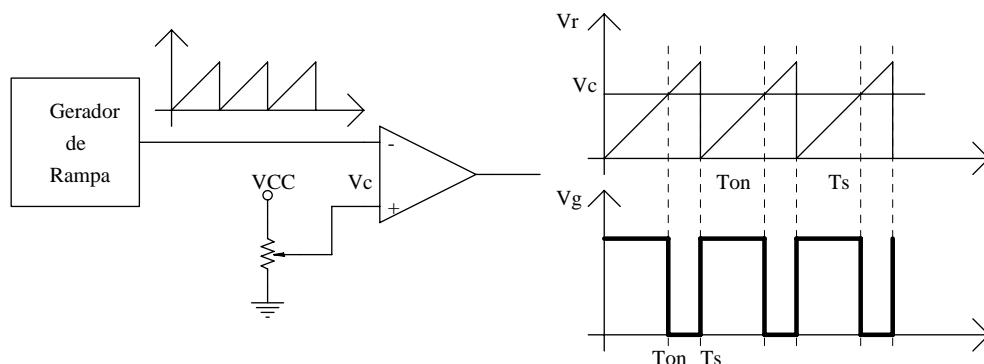 Gerador
de
Rampa
VCC
Vc
-
+
Vr
Vc
Ton Ts
Vg
Ton Ts